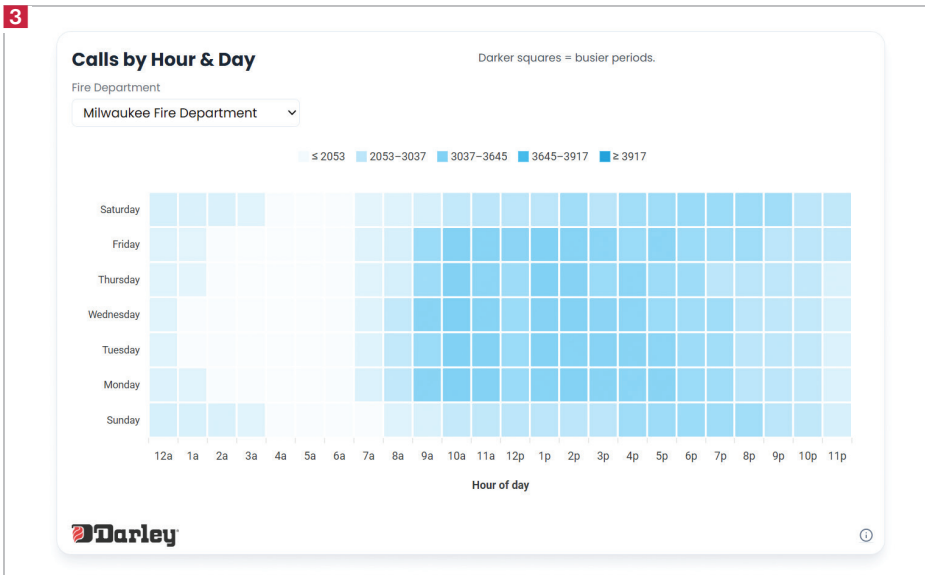 3
Calls by Hour & Day
Darker squares = busier periods.
Fire Department
Milwaukee Fire Department
≤ 2053 2053–3037 3037–3645 3645–3917 ≥ 3917
Saturday
Friday
Thursday
Wednesday
Tuesday
Monday
Sunday
12a 1a 2a 3a 4a 5a 6a 7a 8a 9a 10a 11a 12p 1p 2p 3p 4p 5p 6p 7p 8p 9p 10p 11p
Hour of day
Darley